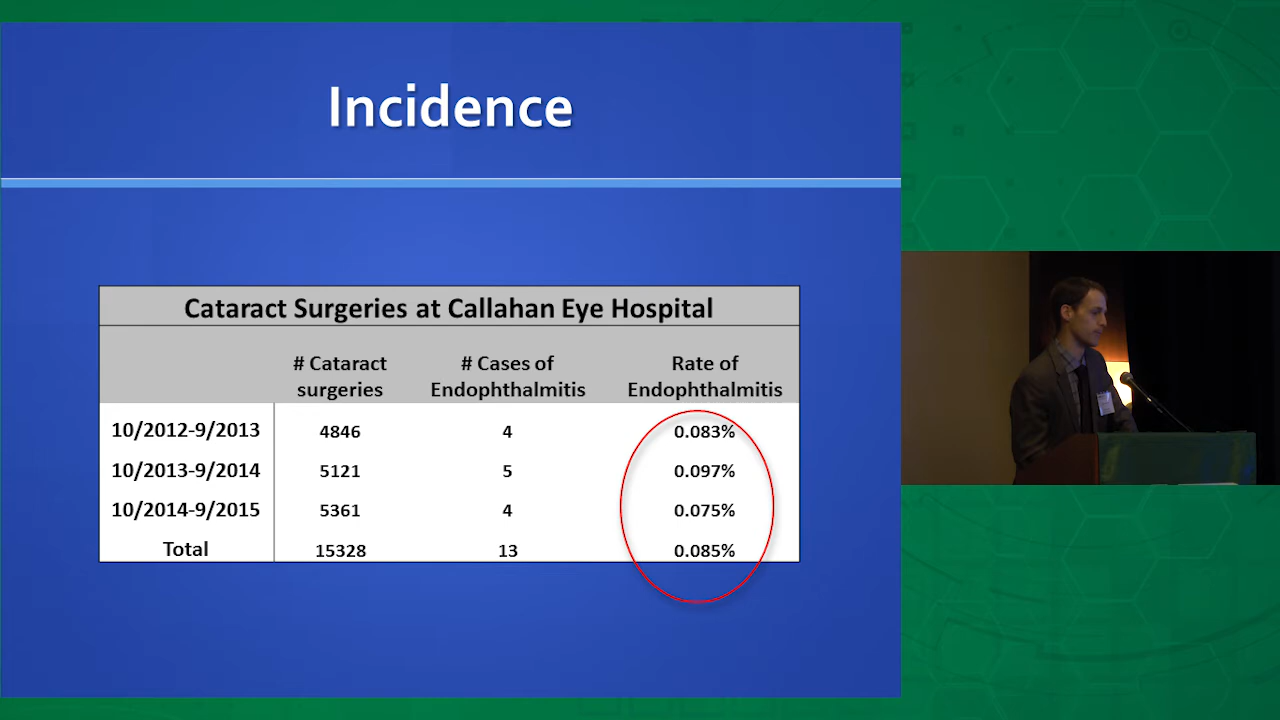 Incidence
Cataract Surgeries at Callahan Eye Hospital
# Cataract surgeries # Cases of Endophthalmitis Rate of Endophthalmitis
10/2012-9/2013 4846 4 0.083%
10/2013-9/2014 5121 5 0.097%
10/2014-9/2015 5361 4 0.075%
Total 15328 13 0.085%